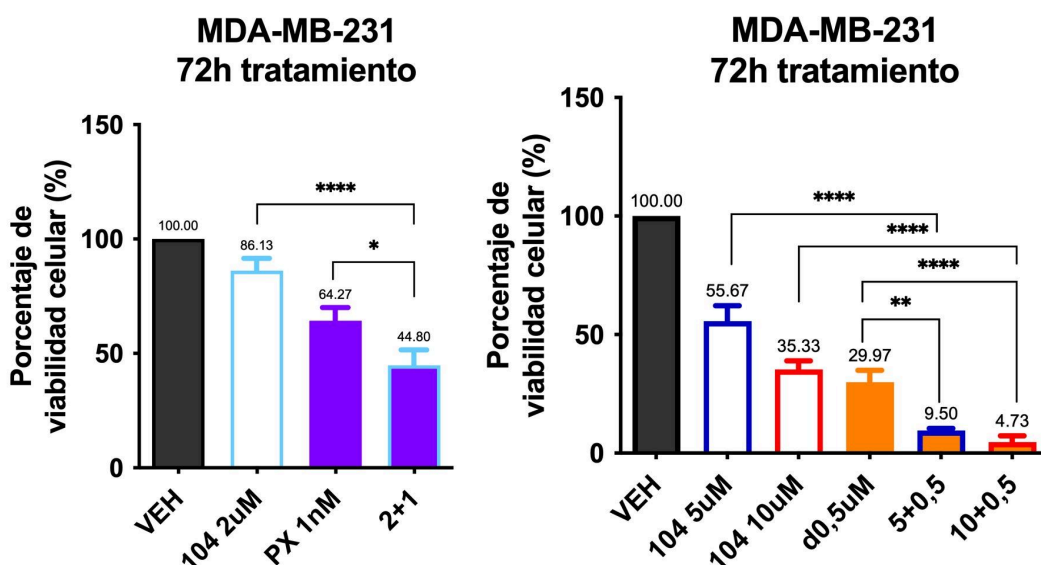 MDA-MB-231
72h tratamiento
Porcentaje de
viabilidad celular (%)
150
100
50
0
100.00
86.13
64.27
44.80
****
*
VEH
104 2uM
PX 1nM
2+1
MDA-MB-231
72h tratamiento
Porcentaje de
viabilidad celular (%)
150
100
50
0
100.00
55.67
35.33
29.97
9.50
4.73
****
****
****
**
VEH
104 5uM
104 10uM
d0,5uM
5+0,5
10+0,5